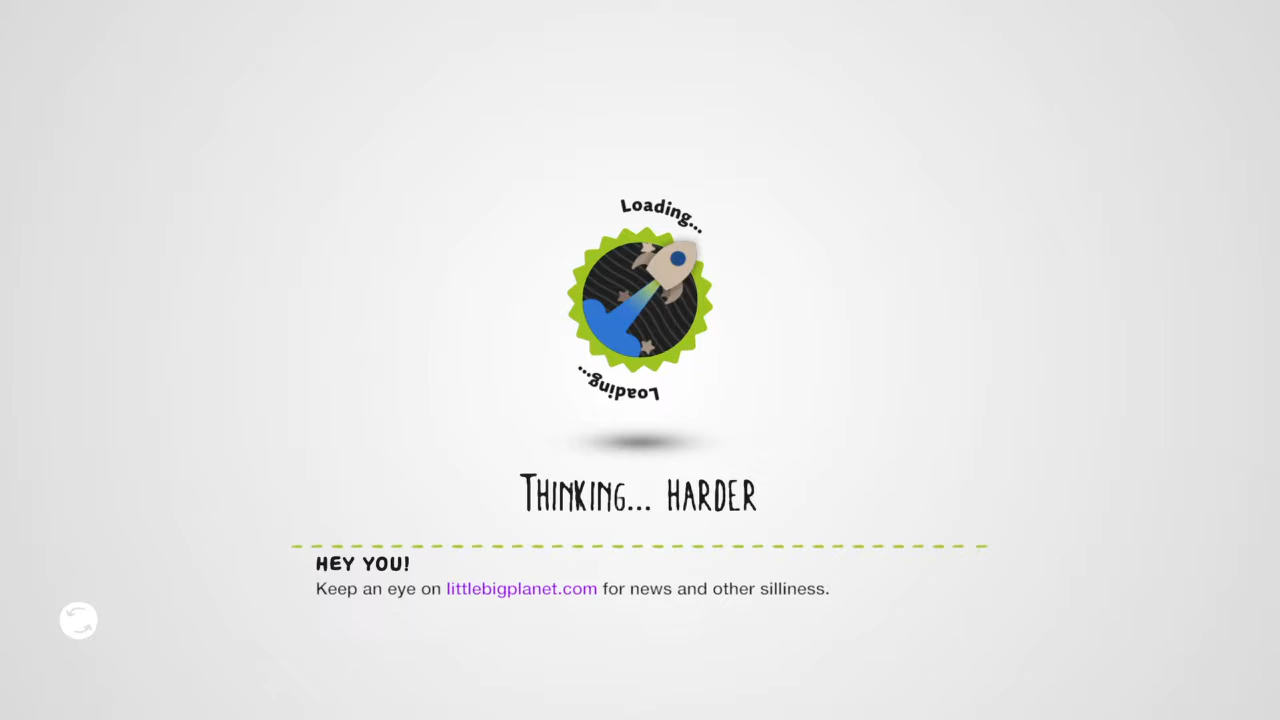 Loading...
Loading...
THINKING... HARDER
HEY YOU!
Keep an eye on littlebigplanet.com for news and other silliness.